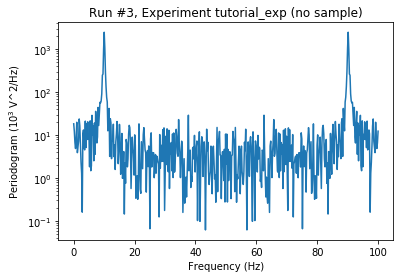 Run #3, Experiment tutorial_exp (no sample)
Periodogram (10³ V^2/Hz)
10³
10²
10¹
10⁰
10⁻¹
0 20 40 60 80 100
Frequency (Hz)